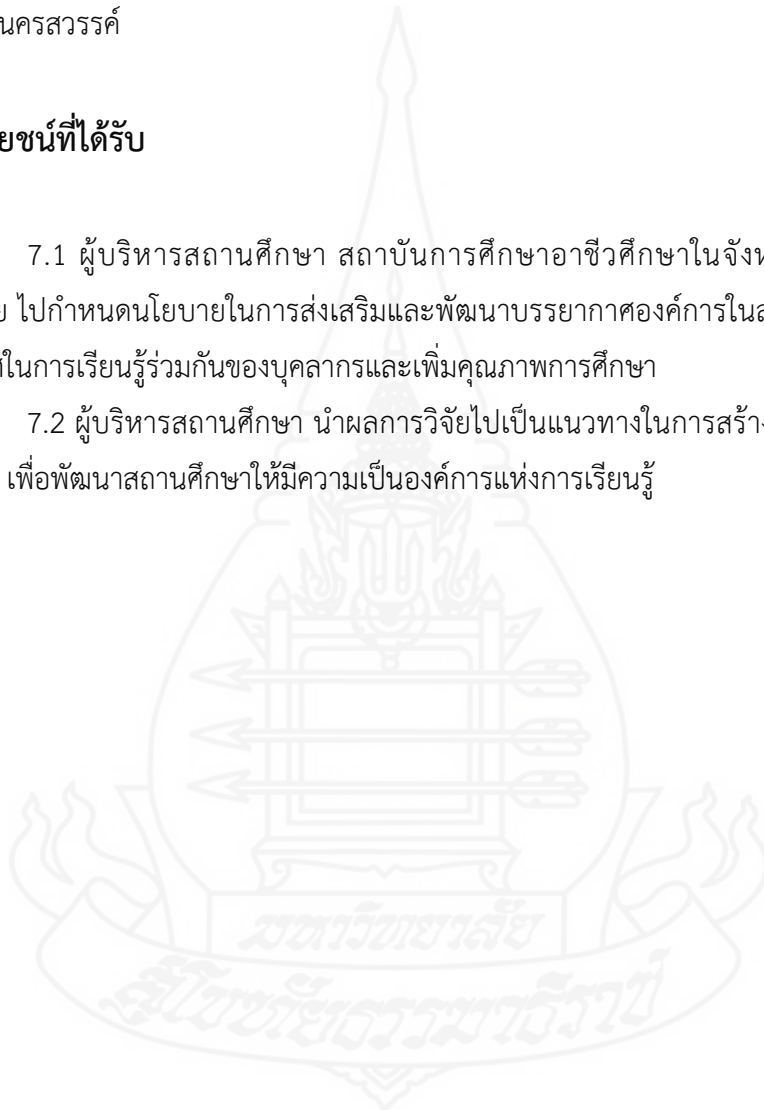 นครสวรรค์
ยชน์ที่ได้รับ
7.1 ผู้บริหารสถานศึกษา สถาบันการศึกษาอาชีวศึกษาในจังห
ย ไปกำหนดนโยบายในการส่งเสริมและพัฒนาบรรยากาศองค์การในส
ศในการเรียนรู้ร่วมกันของบุคลากรและเพิ่มคุณภาพการศึกษา
7.2 ผู้บริหารสถานศึกษา นำผลการวิจัยไปเป็นแนวทางในการสร้าง
เพื่อพัฒนาสถานศึกษาให้มีความเป็นองค์การแห่งการเรียนรู้
มหาวิทยาลัย
สุโขทัยธรรมาธิราช